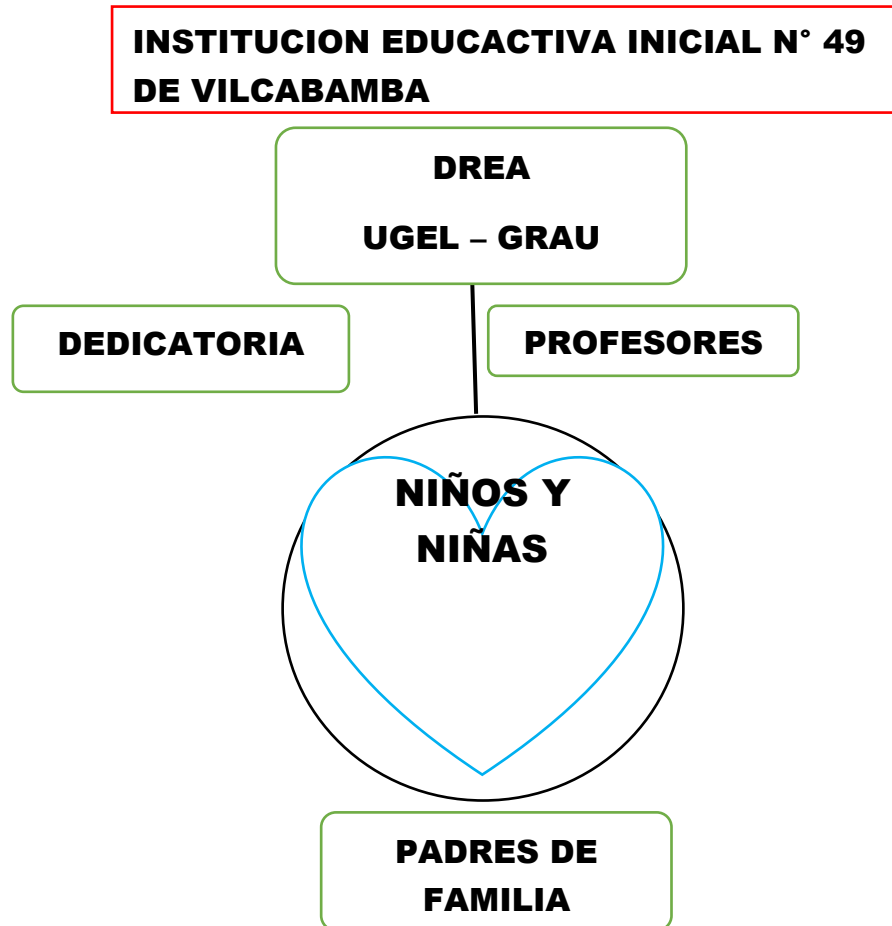 INSTITUCION EDUCACTIVA INICIAL N° 49
DE VILCABAMBA
DREA
UGEL – GRAU
DEDICATORIA
PROFESORES
NIÑOS Y
NIÑAS
PADRES DE
FAMILIA